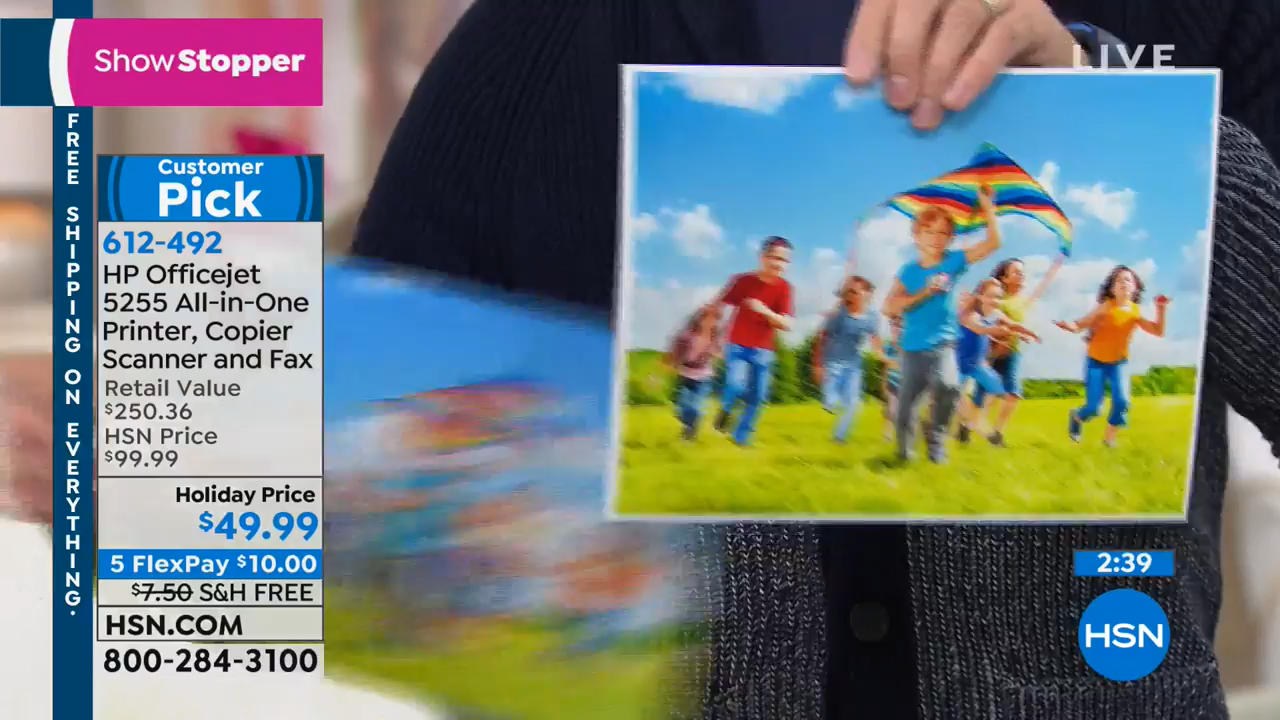 ShowStopper
LIVE
FREE SHIPPING ON EVERYTHING.*
Customer
Pick
612-492
HP Officejet
5255 All-in-One
Printer, Copier
Scanner and Fax
Retail Value
$250.36
HSN Price
$99.99
Holiday Price
$49.99
5 FlexPay $10.00
$7.50 S&H FREE
HSN.COM
800-284-3100
2:39
HSN